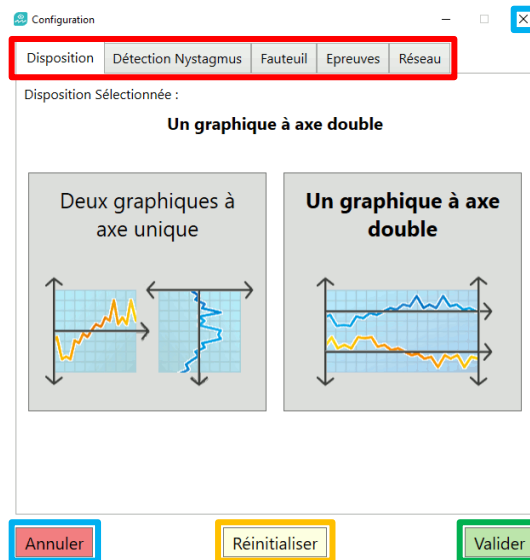 Configuration
Disposition Détection Nystagmus Fauteuil Epreuves Réseau
Disposition Sélectionnée :
Un graphique à axe double
Deux graphiques à
axe unique
Un graphique à axe
double
Annuler Réinitialiser Valider